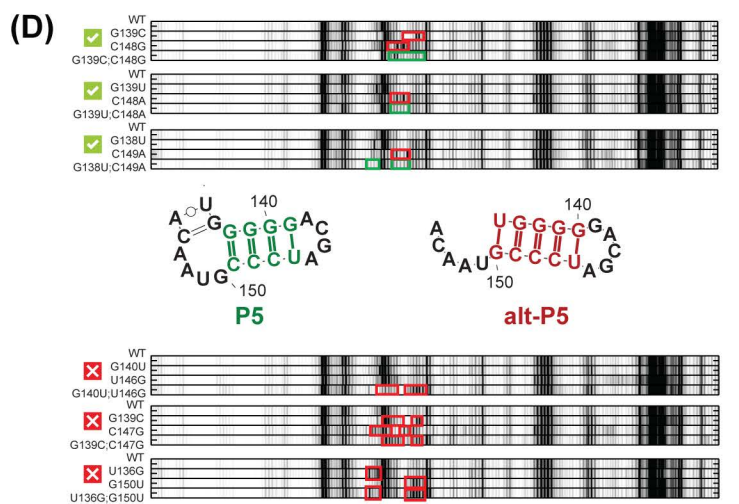 (D)
WT
G139C
C148G
G139C;C148G
WT
G139U
C148A
G139U;C148A
WT
G138U
C149A
G138U;C149A
140
A U G G G G G A C G A U C C C G U A A C
150
P5
140
A C A A U G U G G G G G A C G A U C C C
150
alt-P5
WT
G140U
U146G
G140U;U146G
WT
G139C
C147G
G139C;C147G
WT
U136G
G150U
U136G;G150U